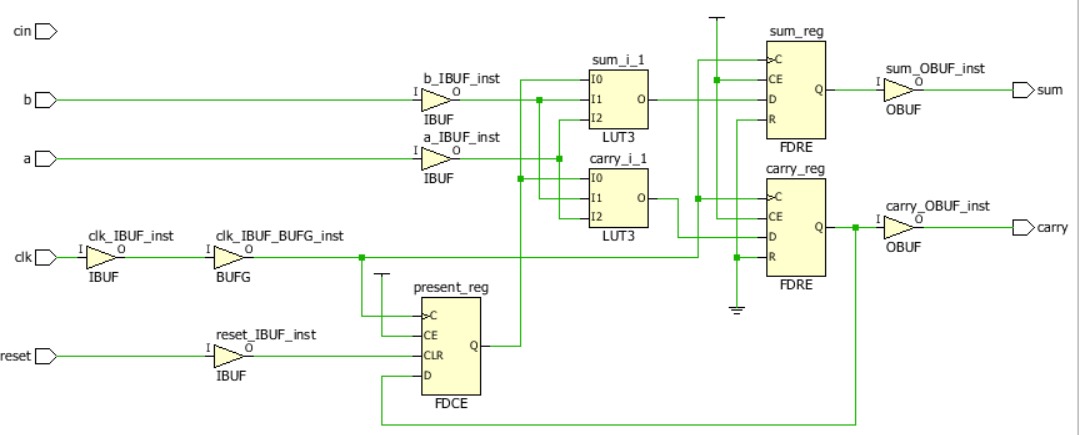 cin
b
a
clk
reset
b_IBUF_inst
I
O
IBUF
a_IBUF_inst
I
O
IBUF
clk_IBUF_inst
I
O
IBUF
clk_IBUF_BUFG_inst
I
O
BUFG
reset_IBUF_inst
I
O
IBUF
present_reg
C
CE
CLR
D
Q
FDCE
sum_i_1
I0
I1
I2
O
LUT3
carry_i_1
I0
I1
I2
O
LUT3
sum_reg
C
CE
D
R
Q
FDRE
carry_reg
C
CE
D
R
Q
FDRE
sum_OBUF_inst
I
O
OBUF
sum
carry_OBUF_inst
I
O
OBUF
carry